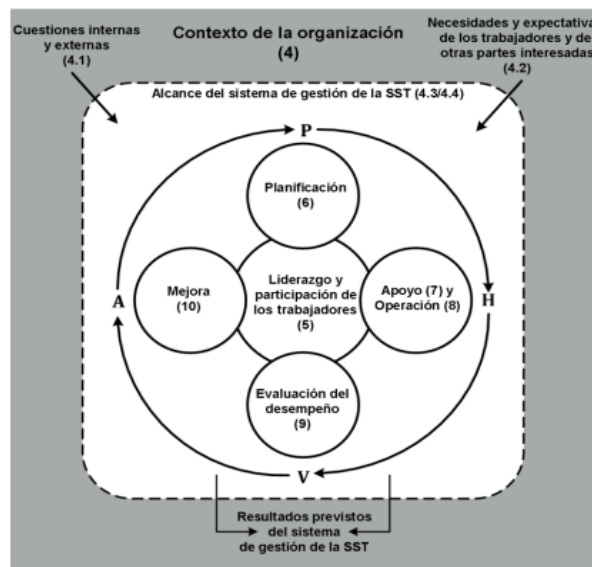 Cuestiones internas
y externas
(4.1)
Contexto de la organización
(4)
Necesidades y expectativa
de los trabajadores y de
otras partes interesadas
(4.2)
Alcance del sistema de gestión de la SST (4.3/4.4)
P
Planificación
(6)
A
Mejora
(10)
Liderazgo y
participación de
los trabajadores
(5)
Apoyo (7) y
Operación (8)
H
Evaluación del
desempeño
(9)
V
Resultados previstos
del sistema
de gestión de la SST